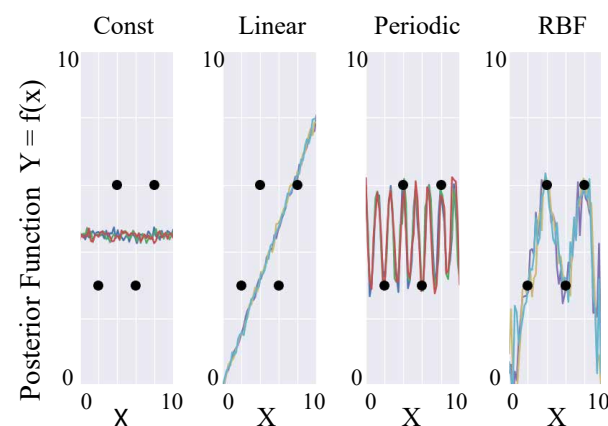 Const Linear Periodic RBF
Posterior Function Y = f(x)
10 10 10 10
0 0 0 0
0 10 0 10 0 10 0 10
X X X X